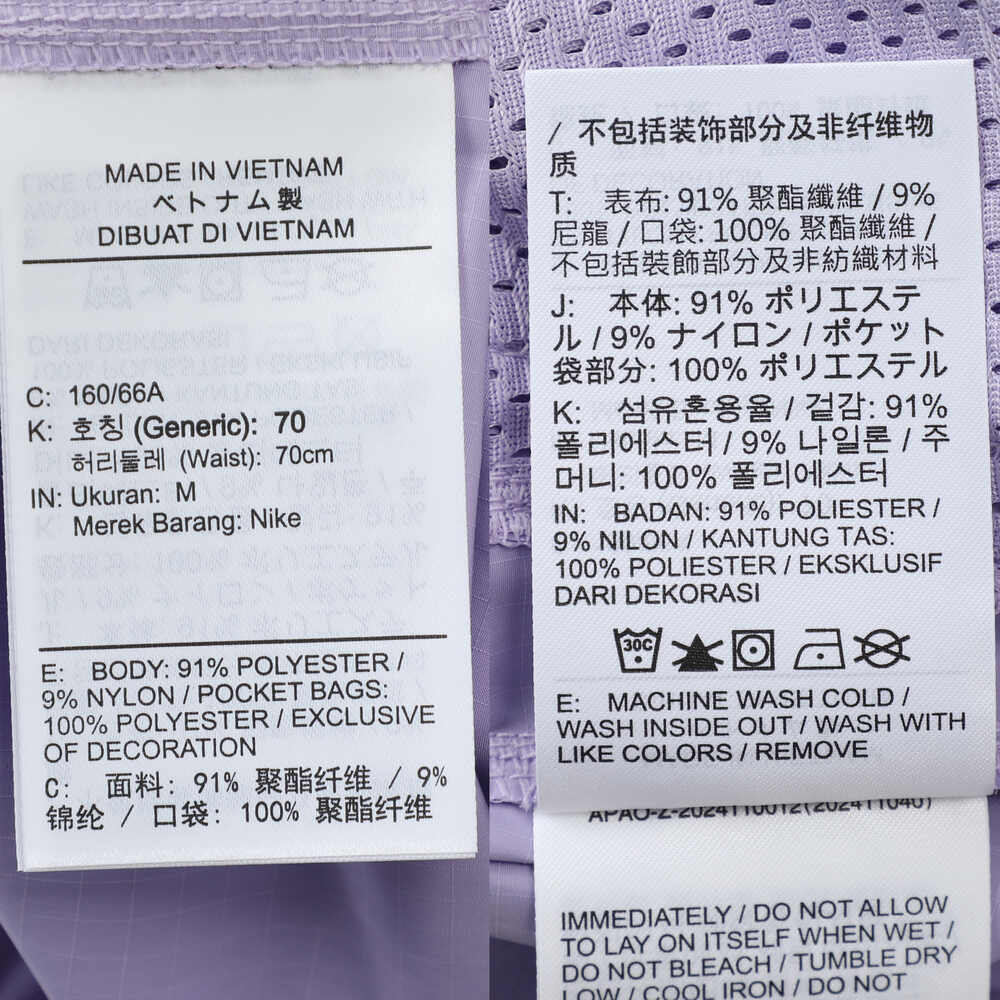 MADE IN VIETNAM
ベトナム製
DIBUAT DI VIETNAM
C: 160/66A
K: 호칭 (Generic): 70
허리둘레 (Waist): 70cm
IN: Ukuran: M
Merek Barang: Nike
E: BODY: 91% POLYESTER /
9% NYLON / POCKET BAGS:
100% POLYESTER / EXCLUSIVE
OF DECORATION
C: 面料: 91% 聚酯纤维 / 9%
锦纶 / 口袋: 100% 聚酯纤维
/ 不包括装饰部分及非纤维物
质
T: 表布: 91% 聚酯纖維 / 9%
尼龍 / 口袋: 100% 聚酯纖維 /
不包括裝飾部分及非紡織材料
J: 本体: 91% ポリエステ
ル / 9% ナイロン / ポケット
袋部分: 100% ポリエステル
K: 섬유혼용율 / 겉감: 91%
폴리에스터 / 9% 나일론 / 주
머니: 100% 폴리에스터
IN: BADAN: 91% POLIESTER /
9% NILON / KANTUNG TAS:
100% POLIESTER / EKSKLUSIF
DARI DEKORASI
30C
E: MACHINE WASH COLD /
WASH INSIDE OUT / WASH WITH
LIKE COLORS / REMOVE
APAO-Z-2024110012(202411040)
IMMEDIATELY / DO NOT ALLOW
TO LAY ON ITSELF WHEN WET /
DO NOT BLEACH / TUMBLE DRY
LOW / COOL IRON / DO NOT